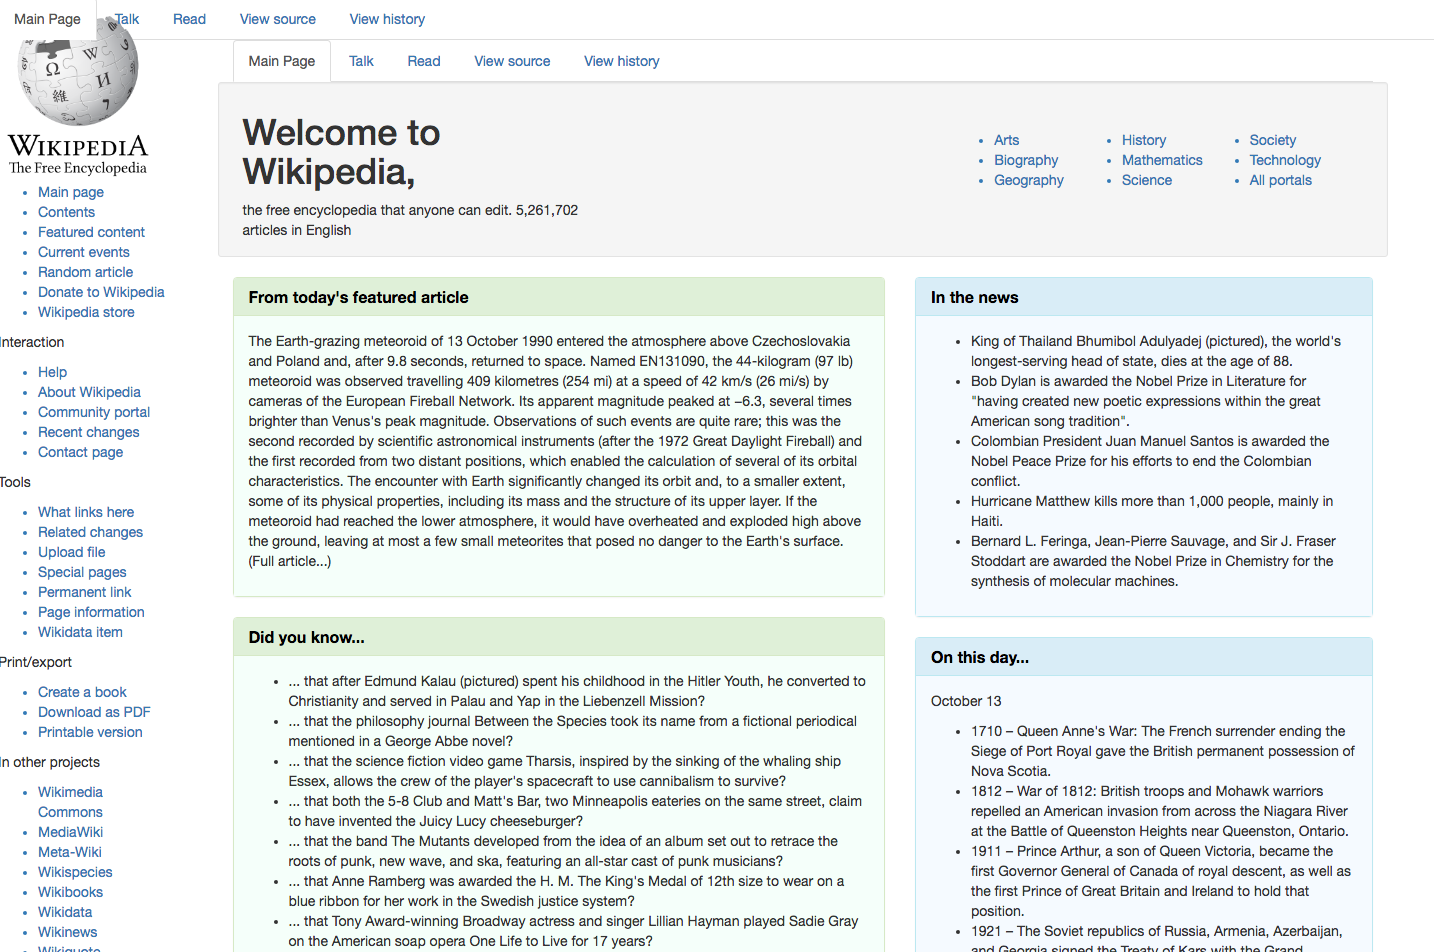 Main Page Talk Read View source View history
Main Page Talk Read View source View history
Ω W И 維 7
WIKIPEDIA
The Free Encyclopedia
Main page
Contents
Featured content
Current events
Random article
Donate to Wikipedia
Wikipedia store
Interaction
Help
About Wikipedia
Community portal
Recent changes
Contact page
Tools
What links here
Related changes
Upload file
Special pages
Permanent link
Page information
Wikidata item
Print/export
Create a book
Download as PDF
Printable version
In other projects
Wikimedia
Commons
MediaWiki
Meta-Wiki
Wikispecies
Wikibooks
Wikidata
Wikinews
Wikiquote
Welcome to
Wikipedia,
the free encyclopedia that anyone can edit. 5,261,702
articles in English
Arts
Biography
Geography
History
Mathematics
Science
Society
Technology
All portals
From today's featured article
The Earth-grazing meteoroid of 13 October 1990 entered the atmosphere above Czechoslovakia
and Poland and, after 9.8 seconds, returned to space. Named EN131090, the 44-kilogram (97 lb)
meteoroid was observed travelling 409 kilometres (254 mi) at a speed of 42 km/s (26 mi/s) by
cameras of the European Fireball Network. Its apparent magnitude peaked at −6.3, several times
brighter than Venus's peak magnitude. Observations of such events are quite rare; this was the
second recorded by scientific astronomical instruments (after the 1972 Great Daylight Fireball) and
the first recorded from two distant positions, which enabled the calculation of several of its orbital
characteristics. The encounter with Earth significantly changed its orbit and, to a smaller extent,
some of its physical properties, including its mass and the structure of its upper layer. If the
meteoroid had reached the lower atmosphere, it would have overheated and exploded high above
the ground, leaving at most a few small meteorites that posed no danger to the Earth's surface.
(Full article...)
Did you know...
... that after Edmund Kalau (pictured) spent his childhood in the Hitler Youth, he converted to
Christianity and served in Palau and Yap in the Liebenzell Mission?
... that the philosophy journal Between the Species took its name from a fictional periodical
mentioned in a George Abbe novel?
... that the science fiction video game Tharsis, inspired by the sinking of the whaling ship
Essex, allows the crew of the player's spacecraft to use cannibalism to survive?
... that both the 5-8 Club and Matt's Bar, two Minneapolis eateries on the same street, claim
to have invented the Juicy Lucy cheeseburger?
... that the band The Mutants developed from the idea of an album set out to retrace the
roots of punk, new wave, and ska, featuring an all-star cast of punk musicians?
... that Anne Ramberg was awarded the H. M. The King's Medal of 12th size to wear on a
blue ribbon for her work in the Swedish justice system?
... that Tony Award-winning Broadway actress and singer Lillian Hayman played Sadie Gray
on the American soap opera One Life to Live for 17 years?
In the news
King of Thailand Bhumibol Adulyadej (pictured), the world's
longest-serving head of state, dies at the age of 88.
Bob Dylan is awarded the Nobel Prize in Literature for
"having created new poetic expressions within the great
American song tradition".
Colombian President Juan Manuel Santos is awarded the
Nobel Peace Prize for his efforts to end the Colombian
conflict.
Hurricane Matthew kills more than 1,000 people, mainly in
Haiti.
Bernard L. Feringa, Jean-Pierre Sauvage, and Sir J. Fraser
Stoddart are awarded the Nobel Prize in Chemistry for the
synthesis of molecular machines.
On this day...
October 13
1710 – Queen Anne's War: The French surrender ending the
Siege of Port Royal gave the British permanent possession of
Nova Scotia.
1812 – War of 1812: British troops and Mohawk warriors
repelled an American invasion from across the Niagara River
at the Battle of Queenston Heights near Queenston, Ontario.
1911 – Prince Arthur, a son of Queen Victoria, became the
first Governor General of Canada of royal descent, as well as
the first Prince of Great Britain and Ireland to hold that
position.
1921 – The Soviet republics of Russia, Armenia, Azerbaijan,
and Georgia signed the Treaty of Kars with the Grand